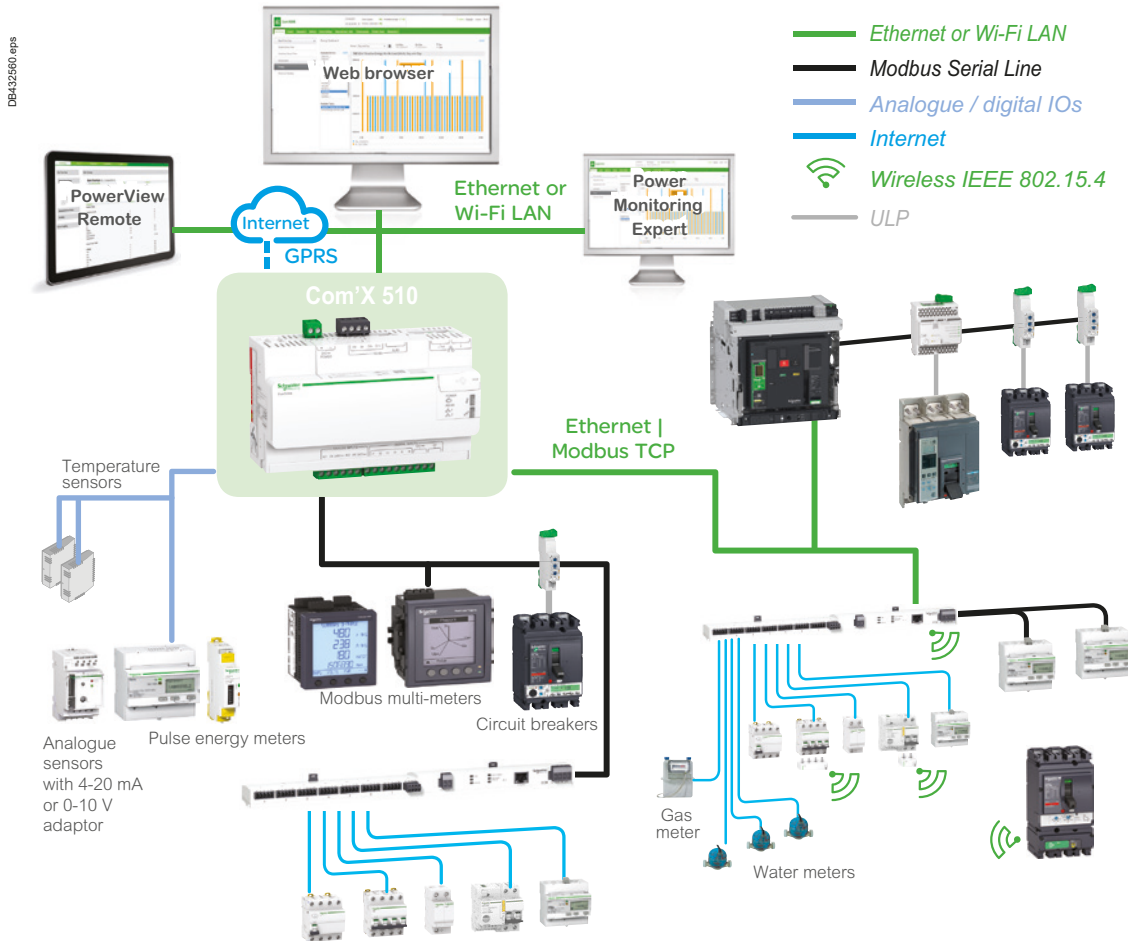 DB432560.eps
Web browser
PowerView
Remote
Internet
GPRS
Ethernet or
Wi-Fi LAN
Power
Monitoring
Expert
Ethernet or Wi-Fi LAN
Modbus Serial Line
Analogue / digital IOs
Internet
Wireless IEEE 802.15.4
ULP
Com'X 510
Schneider
Ethernet |
Modbus TCP
Temperature
sensors
Modbus multi-meters
Circuit breakers
Analogue
sensors
with 4-20 mA
or 0-10 V
adaptor
Pulse energy meters
Gas
meter
Water meters